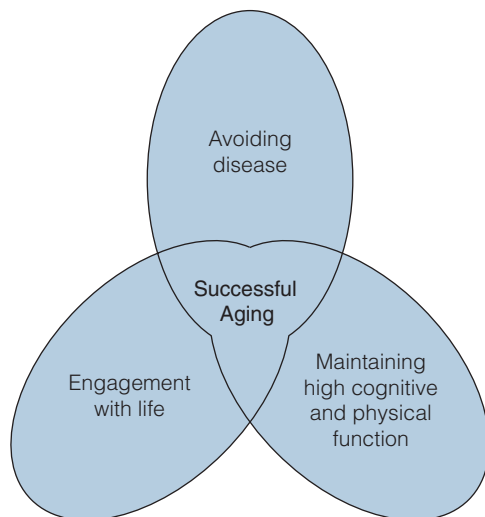 Avoiding
disease
Successful
Aging
Engagement
with life
Maintaining
high cognitive
and physical
function